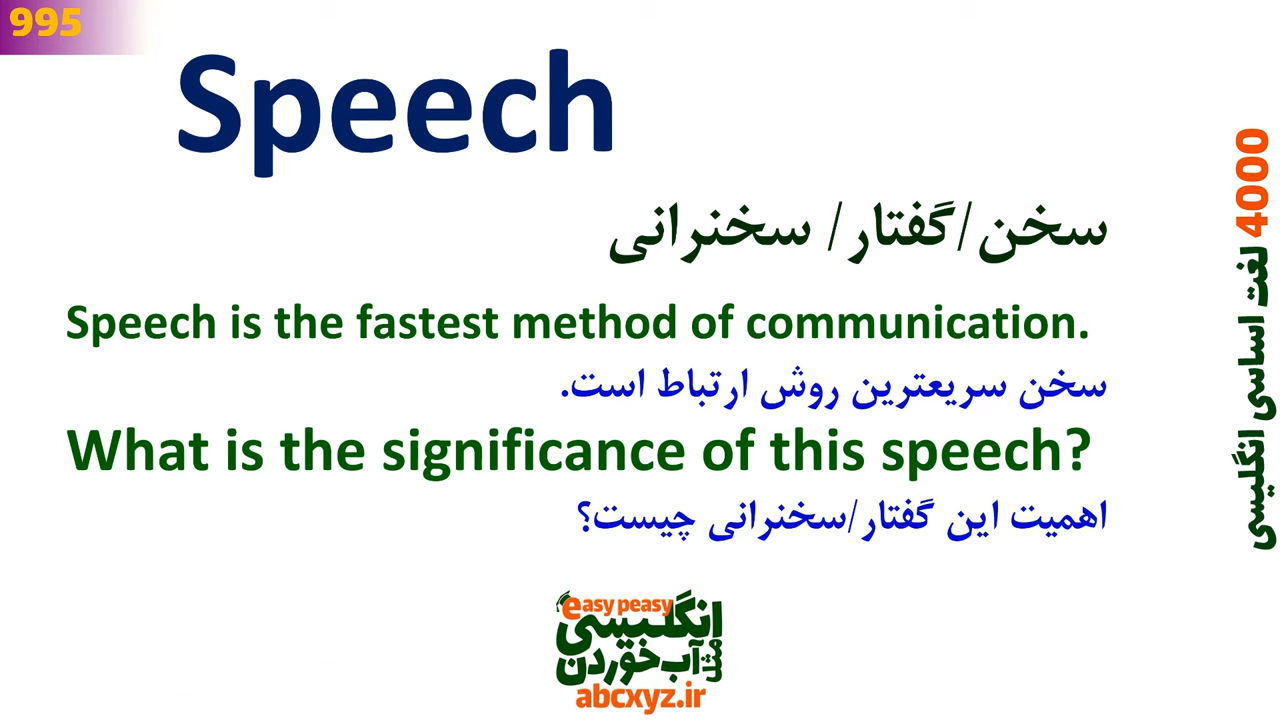 995
Speech
سخن/گفتار/ سخنرانی
Speech is the fastest method of communication.
سخن سریعترین روش ارتباط است.
What is the significance of this speech?
اهمیت این گفتار/سخنرانی چیست؟
4000 لغت اساسی انگلیسی
easy peasy
انگلیسی
مثل آب خوردن
abcxyz.ir